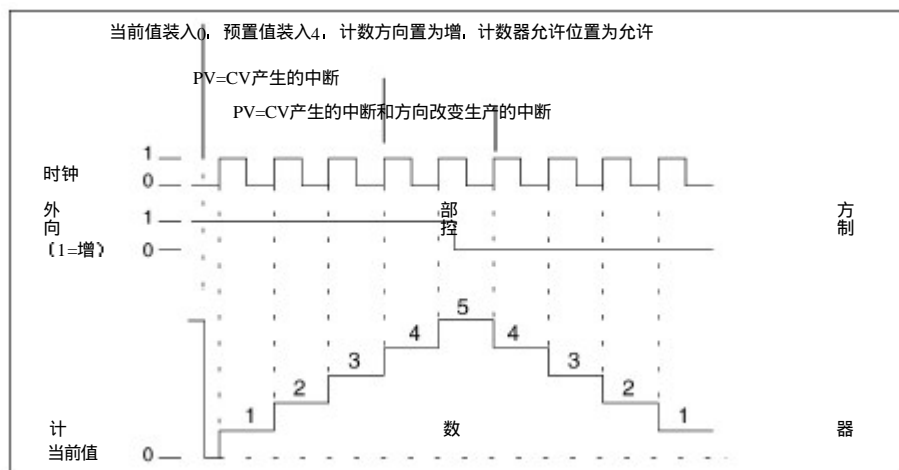 当前值装入0，预置值装入4，计数方向置为增，计数器允许位置为允许
PV=CV产生的中断
PV=CV产生的中断和方向改变生产的中断
1
时钟
0
外 部 方
1
向 控 制
(1=增)
0
5
4 4
3 3
2 2
1 1
计 数 器
当前值
0